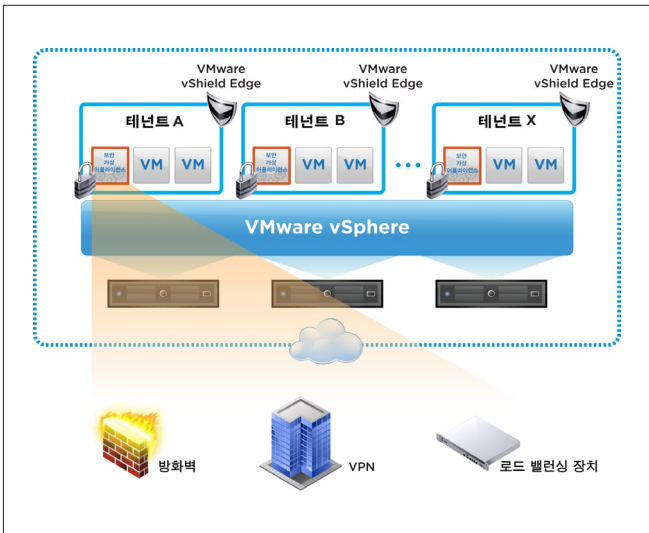 VMware
vShield Edge
VMware
vShield Edge
VMware
vShield Edge
테넌트 A
테넌트 B
테넌트 X
보안
가상
어플라이언스
VM
VM
보안
가상
어플라이언스
VM
VM
보안
가상
어플라이언스
VM
VM
VMware vSphere
방화벽
VPN
로드 밸런싱 장치